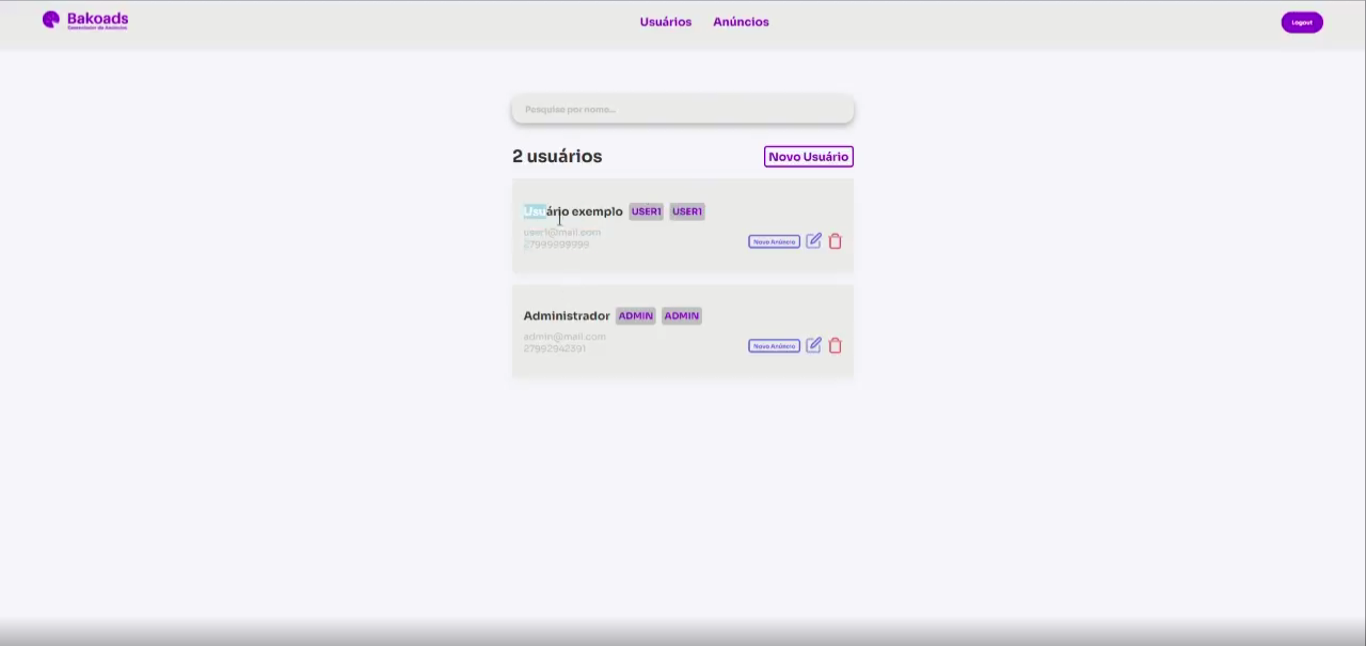 Bakoads
Gerenciador de Anúncios
Usuários
Anúncios
Logout
Pesquise por nome...
2 usuários
Novo Usuário
Usuário exemplo USER1 USER1
user1@mail.com
27999999999
Novo Anúncio
Administrador ADMIN ADMIN
admin@mail.com
27992942391
Novo Anúncio